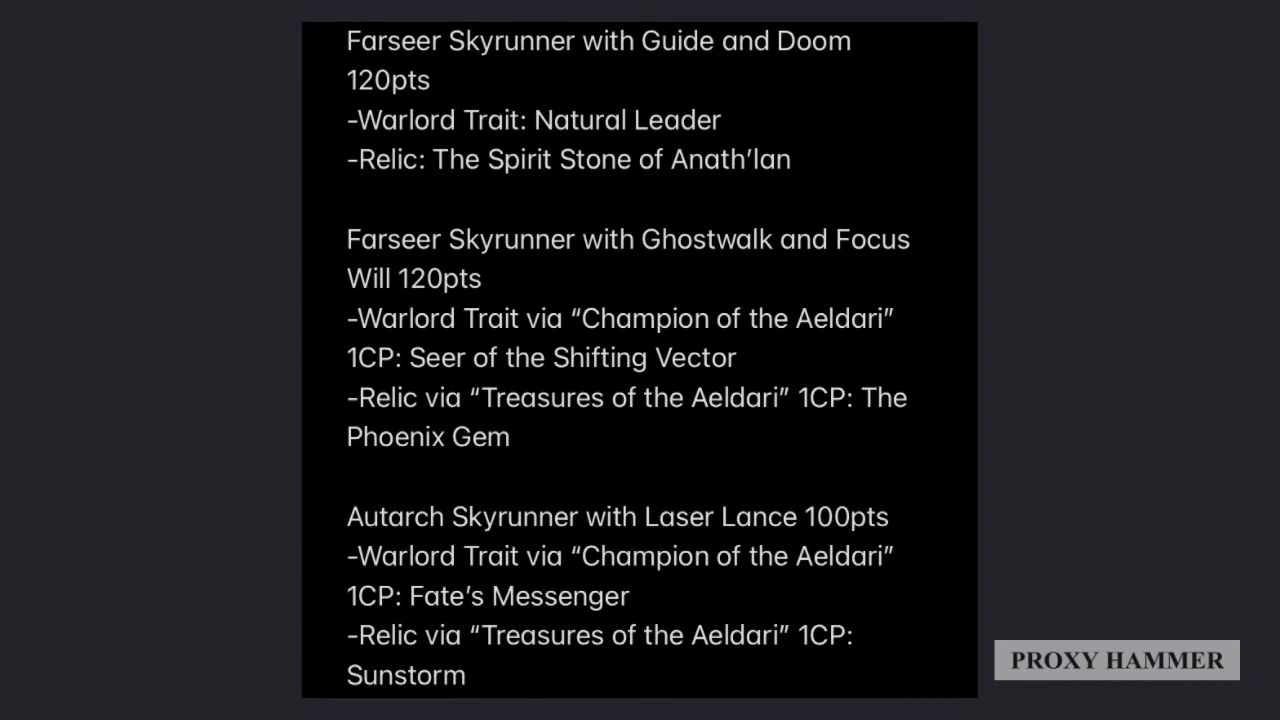 Farseer Skyrunner with Guide and Doom
120pts
-Warlord Trait: Natural Leader
-Relic: The Spirit Stone of Anath’lan
Farseer Skyrunner with Ghostwalk and Focus
Will 120pts
-Warlord Trait via “Champion of the Aeldari”
1CP: Seer of the Shifting Vector
-Relic via “Treasures of the Aeldari” 1CP: The
Phoenix Gem
Autarch Skyrunner with Laser Lance 100pts
-Warlord Trait via “Champion of the Aeldari”
1CP: Fate’s Messenger
-Relic via “Treasures of the Aeldari” 1CP:
Sunstorm
PROXY HAMMER